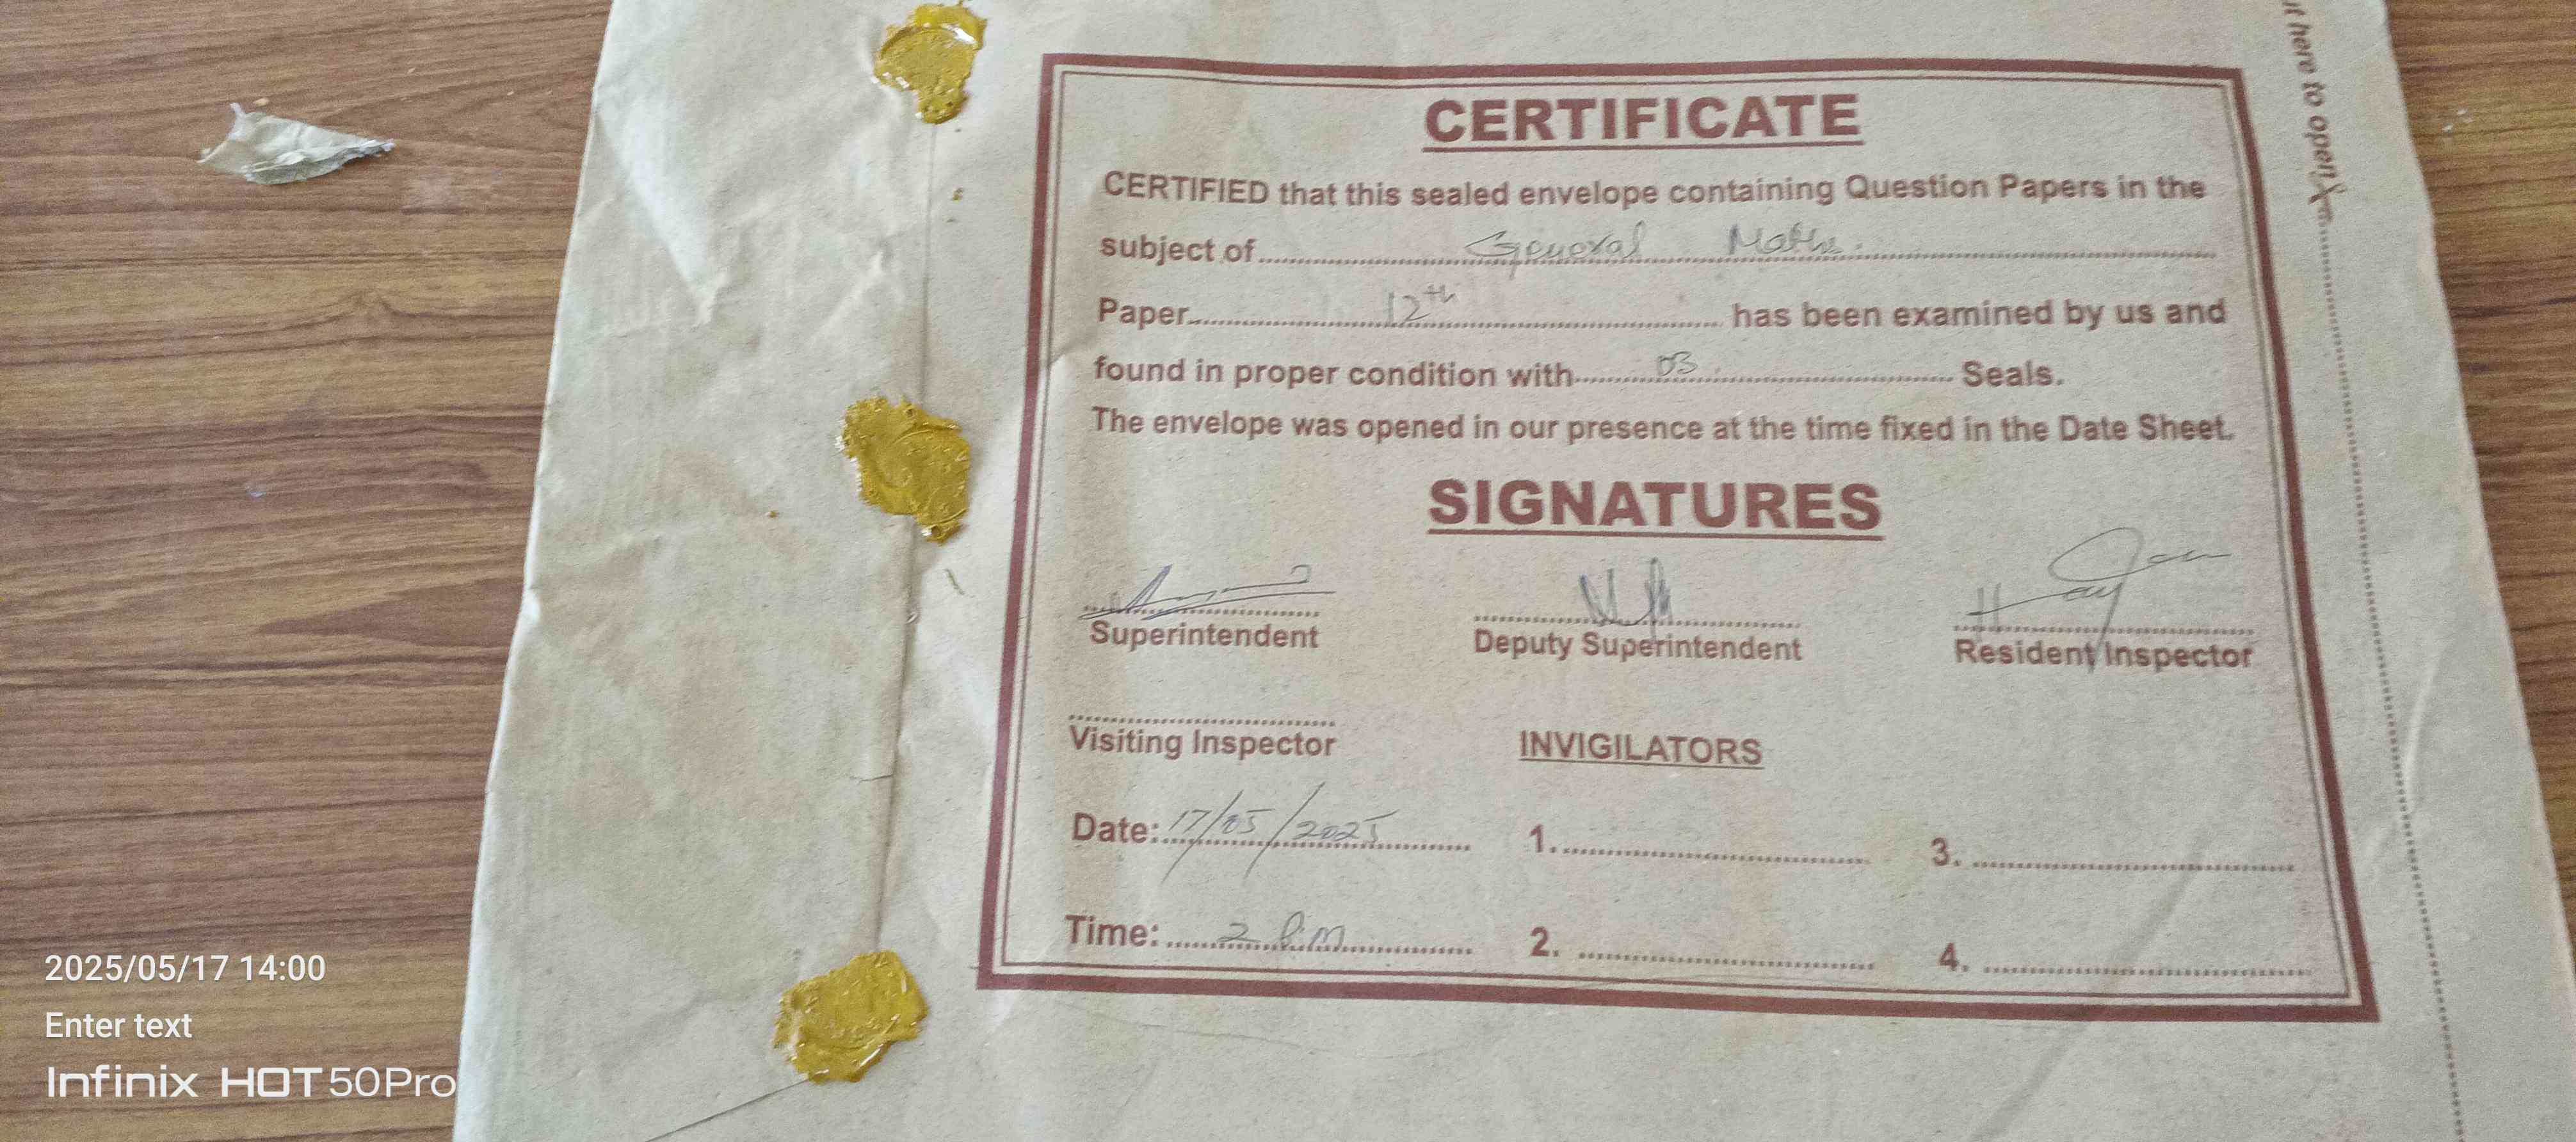 CERTIFICATE
CERTIFIED that this sealed envelope containing Question Papers in the
subject of General Maths.
Paper 12th has been examined by us and
found in proper condition with 03 Seals.
The envelope was opened in our presence at the time fixed in the Date Sheet.
SIGNATURES
Superintendent Deputy Superintendent Resident Inspector
Visiting Inspector INVIGILATORS
Date: 17/05/2025 1. 3.
Time: 2 P.m 2. 4.
here to open
2025/05/17 14:00
Enter text
Infinix HOT 50 Pro